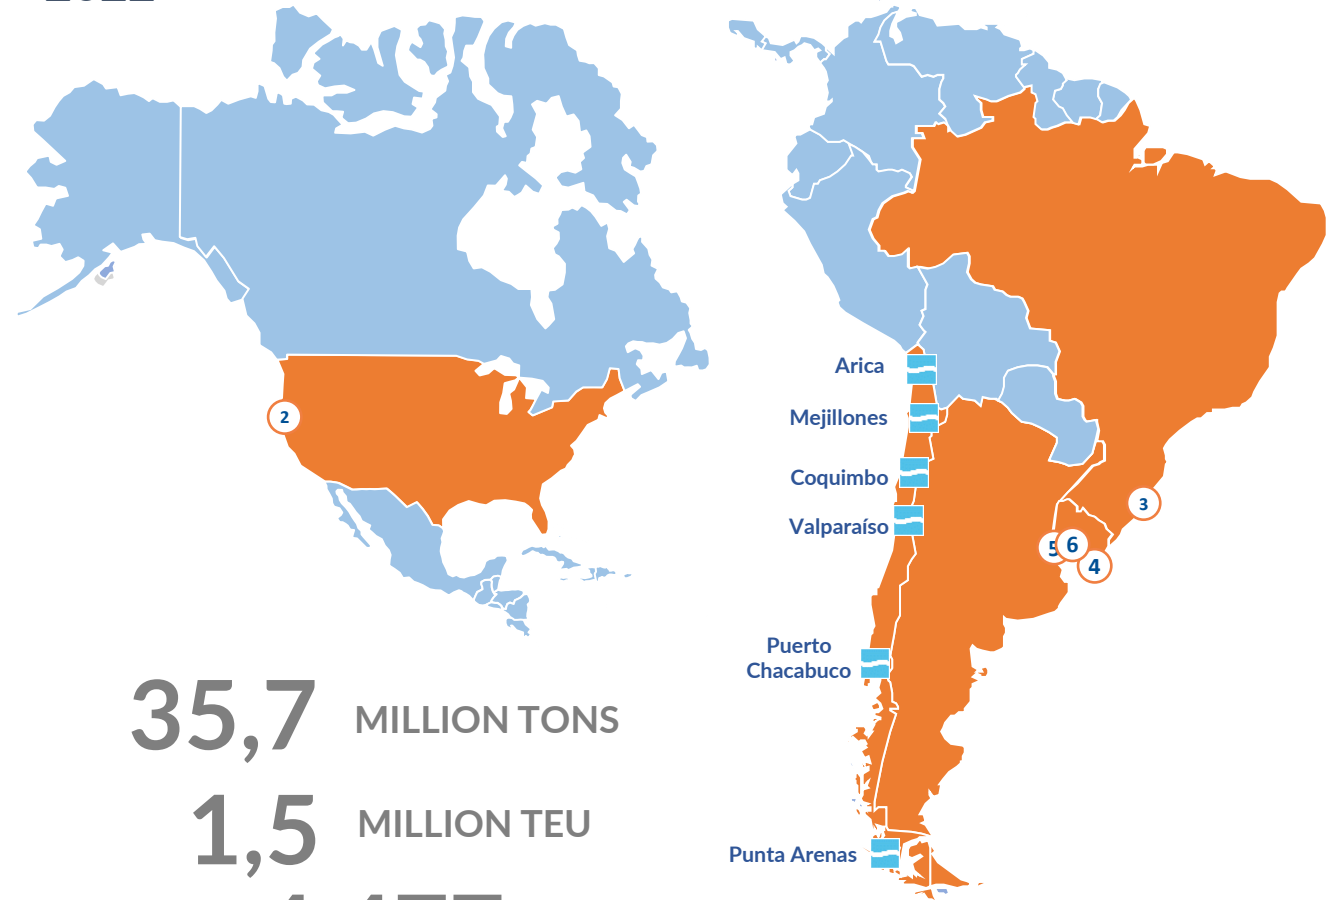 2
Arica
Mejillones
Coquimbo
Valparaíso
3
5
6
4
Puerto
Chacabuco
35,7 MILLION TONS
1,5 MILLION TEU
Punta Arenas